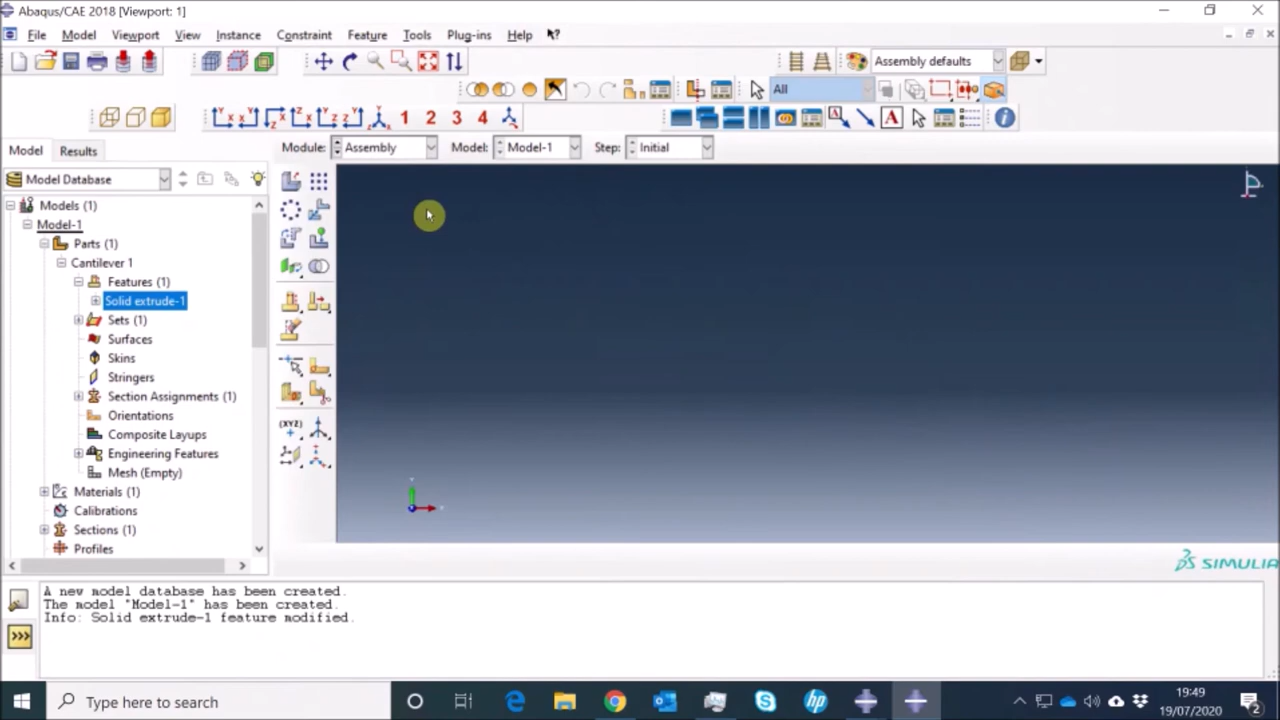 Abaqus/CAE 2018 [Viewport: 1]
File Model Viewport View Instance Constraint Feature Tools Plug-ins Help
Assembly defaults
All
1 2 3 4
Model Results
Module: Assembly Model: Model-1 Step: Initial
Model Database
Models (1)
Model-1
Parts (1)
Cantilever 1
Features (1)
Solid extrude-1
Sets (1)
Surfaces
Skins
Stringers
Section Assignments (1)
Orientations
Composite Layups
Engineering Features
Mesh (Empty)
Materials (1)
Calibrations
Sections (1)
Profiles
(XYZ)
SIMULIA
A new model database has been created.
The model "Model-1" has been created.
Info: Solid extrude-1 feature modified.
>>>
Type here to search
19:49
19/07/2020
2